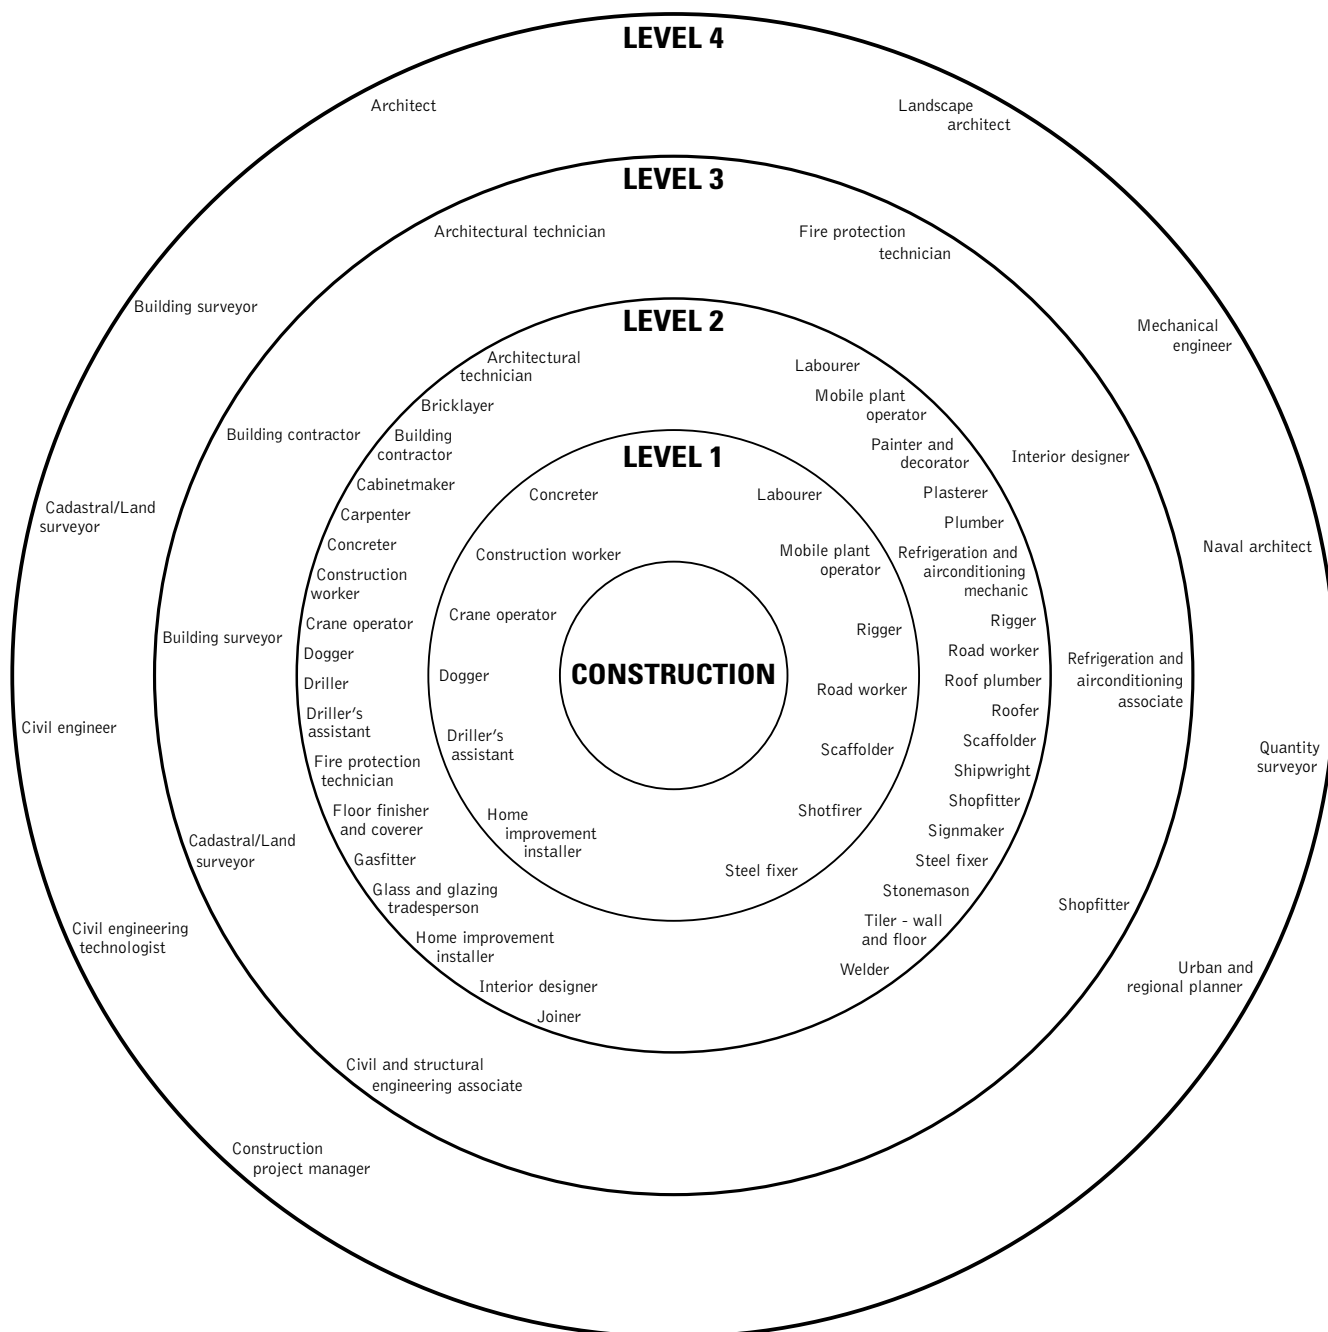 LEVEL 4
Architect
Building surveyor
Cadastral/Land
surveyor
Civil engineer
Civil engineering
technologist
Construction
project manager
Landscape
architect
Mechanical
engineer
Naval architect
Quantity
surveyor
Urban and
regional planner
LEVEL 3
Architectural technician
Building contractor
Building surveyor
Cadastral/Land
surveyor
Civil and structural
engineering associate
Fire protection
technician
Interior designer
Refrigeration and
airconditioning
associate
Shopfitter
LEVEL 2
Architectural
technician
Bricklayer
Building
contractor
Cabinetmaker
Carpenter
Concreter
Construction
worker
Crane operator
Dogger
Driller
Driller's
assistant
Fire protection
technician
Floor finisher
and coverer
Gasfitter
Glass and glazing
tradesperson
Home improvement
installer
Interior designer
Joiner
Labourer
Mobile plant
operator
Painter and
decorator
Plasterer
Plumber
Refrigeration and
airconditioning
mechanic
Rigger
Road worker
Roof plumber
Roofer
Scaffolder
Shipwright
Shopfitter
Signmaker
Steel fixer
Stonemason
Tiler - wall
and floor
Welder
LEVEL 1
Concreter
Construction worker
Crane operator
Dogger
Driller's
assistant
Home
improvement
installer
Labourer
Mobile plant
operator
Rigger
Road worker
Scaffolder
Shotfirer
Steel fixer
CONSTRUCTION